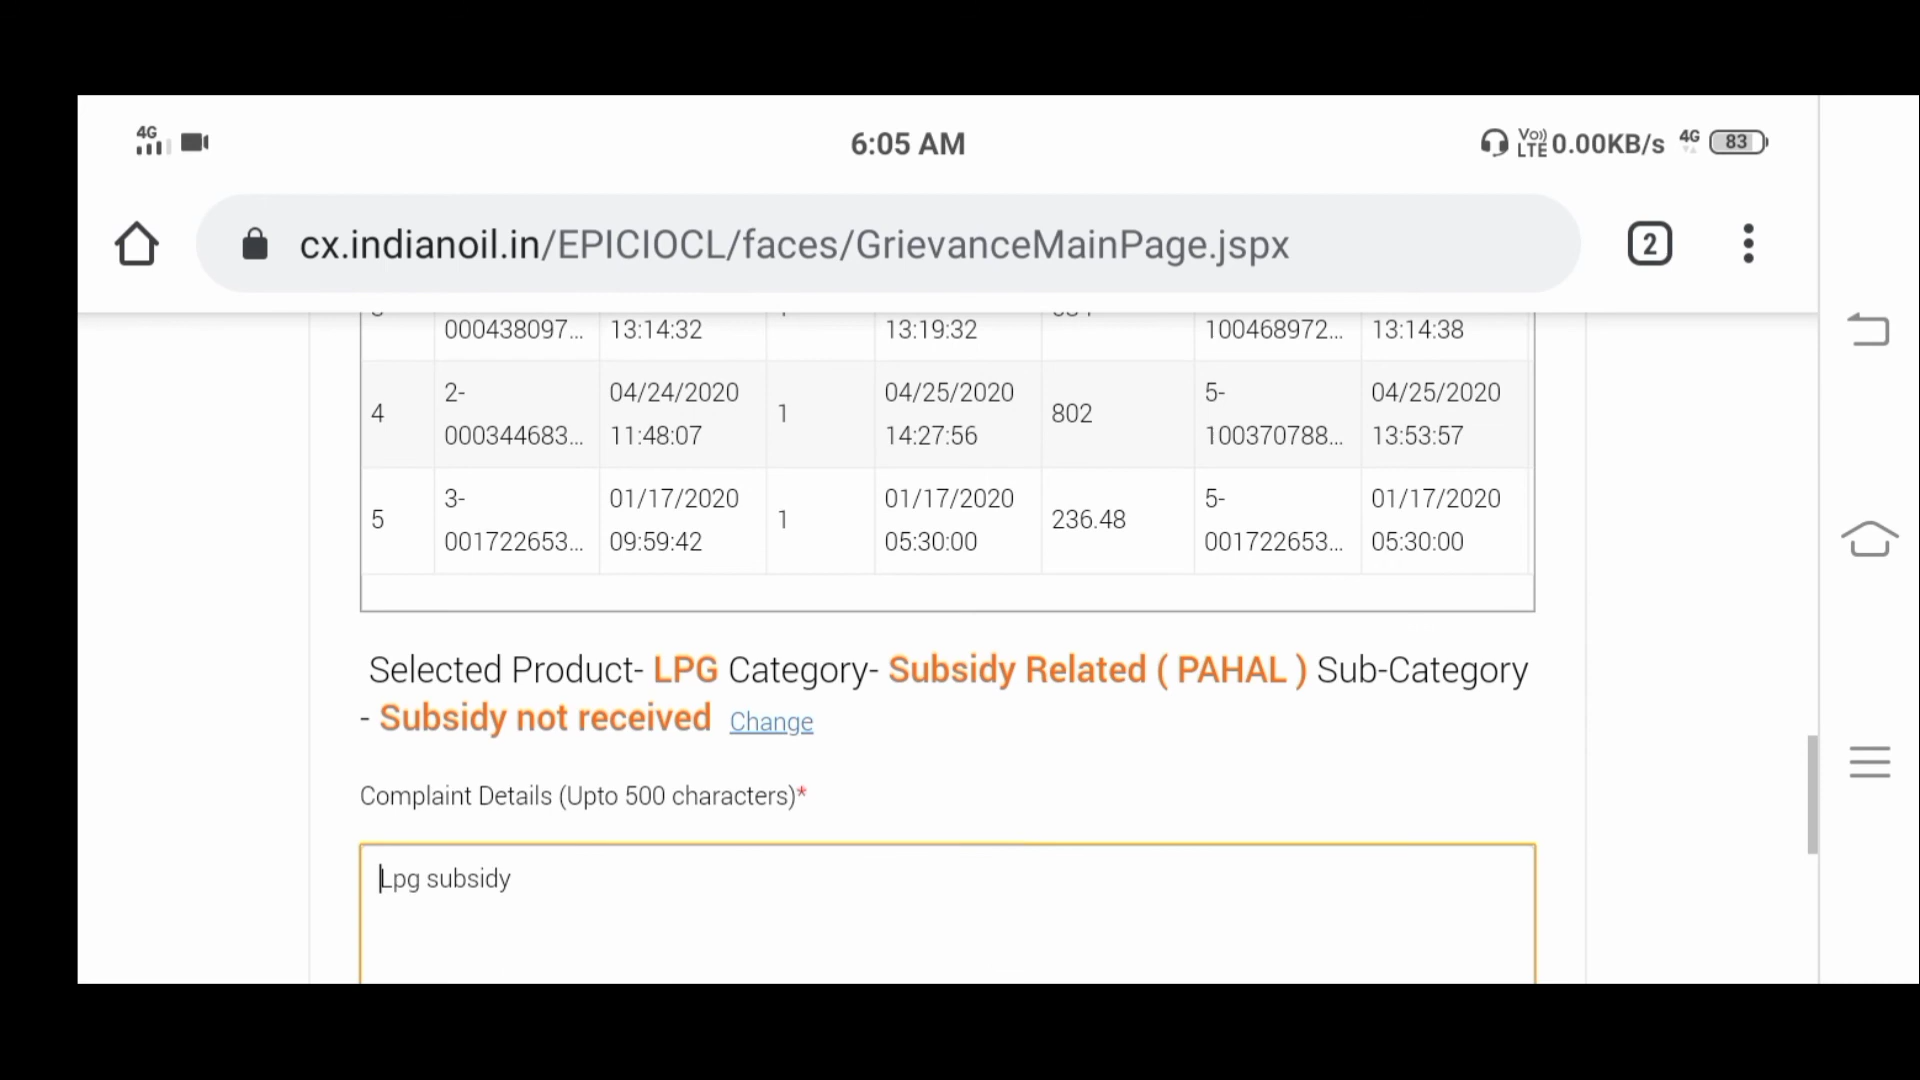 4G 6:05 AM Vo)) LTE 0.00KB/s 4G 83
cx.indianoil.in/EPICIOCL/faces/GrievanceMainPage.jspx 2
000438097... 13:14:32 13:19:32 100468972... 13:14:38
4 2- 04/24/2020 1 04/25/2020 802 5- 04/25/2020
000344683... 11:48:07 14:27:56 100370788... 13:53:57
5 3- 01/17/2020 1 01/17/2020 236.48 5- 01/17/2020
001722653... 09:59:42 05:30:00 001722653... 05:30:00
Selected Product- LPG Category- Subsidy Related ( PAHAL ) Sub-Category
- Subsidy not received Change
Complaint Details (Upto 500 characters)*
Lpg subsidy